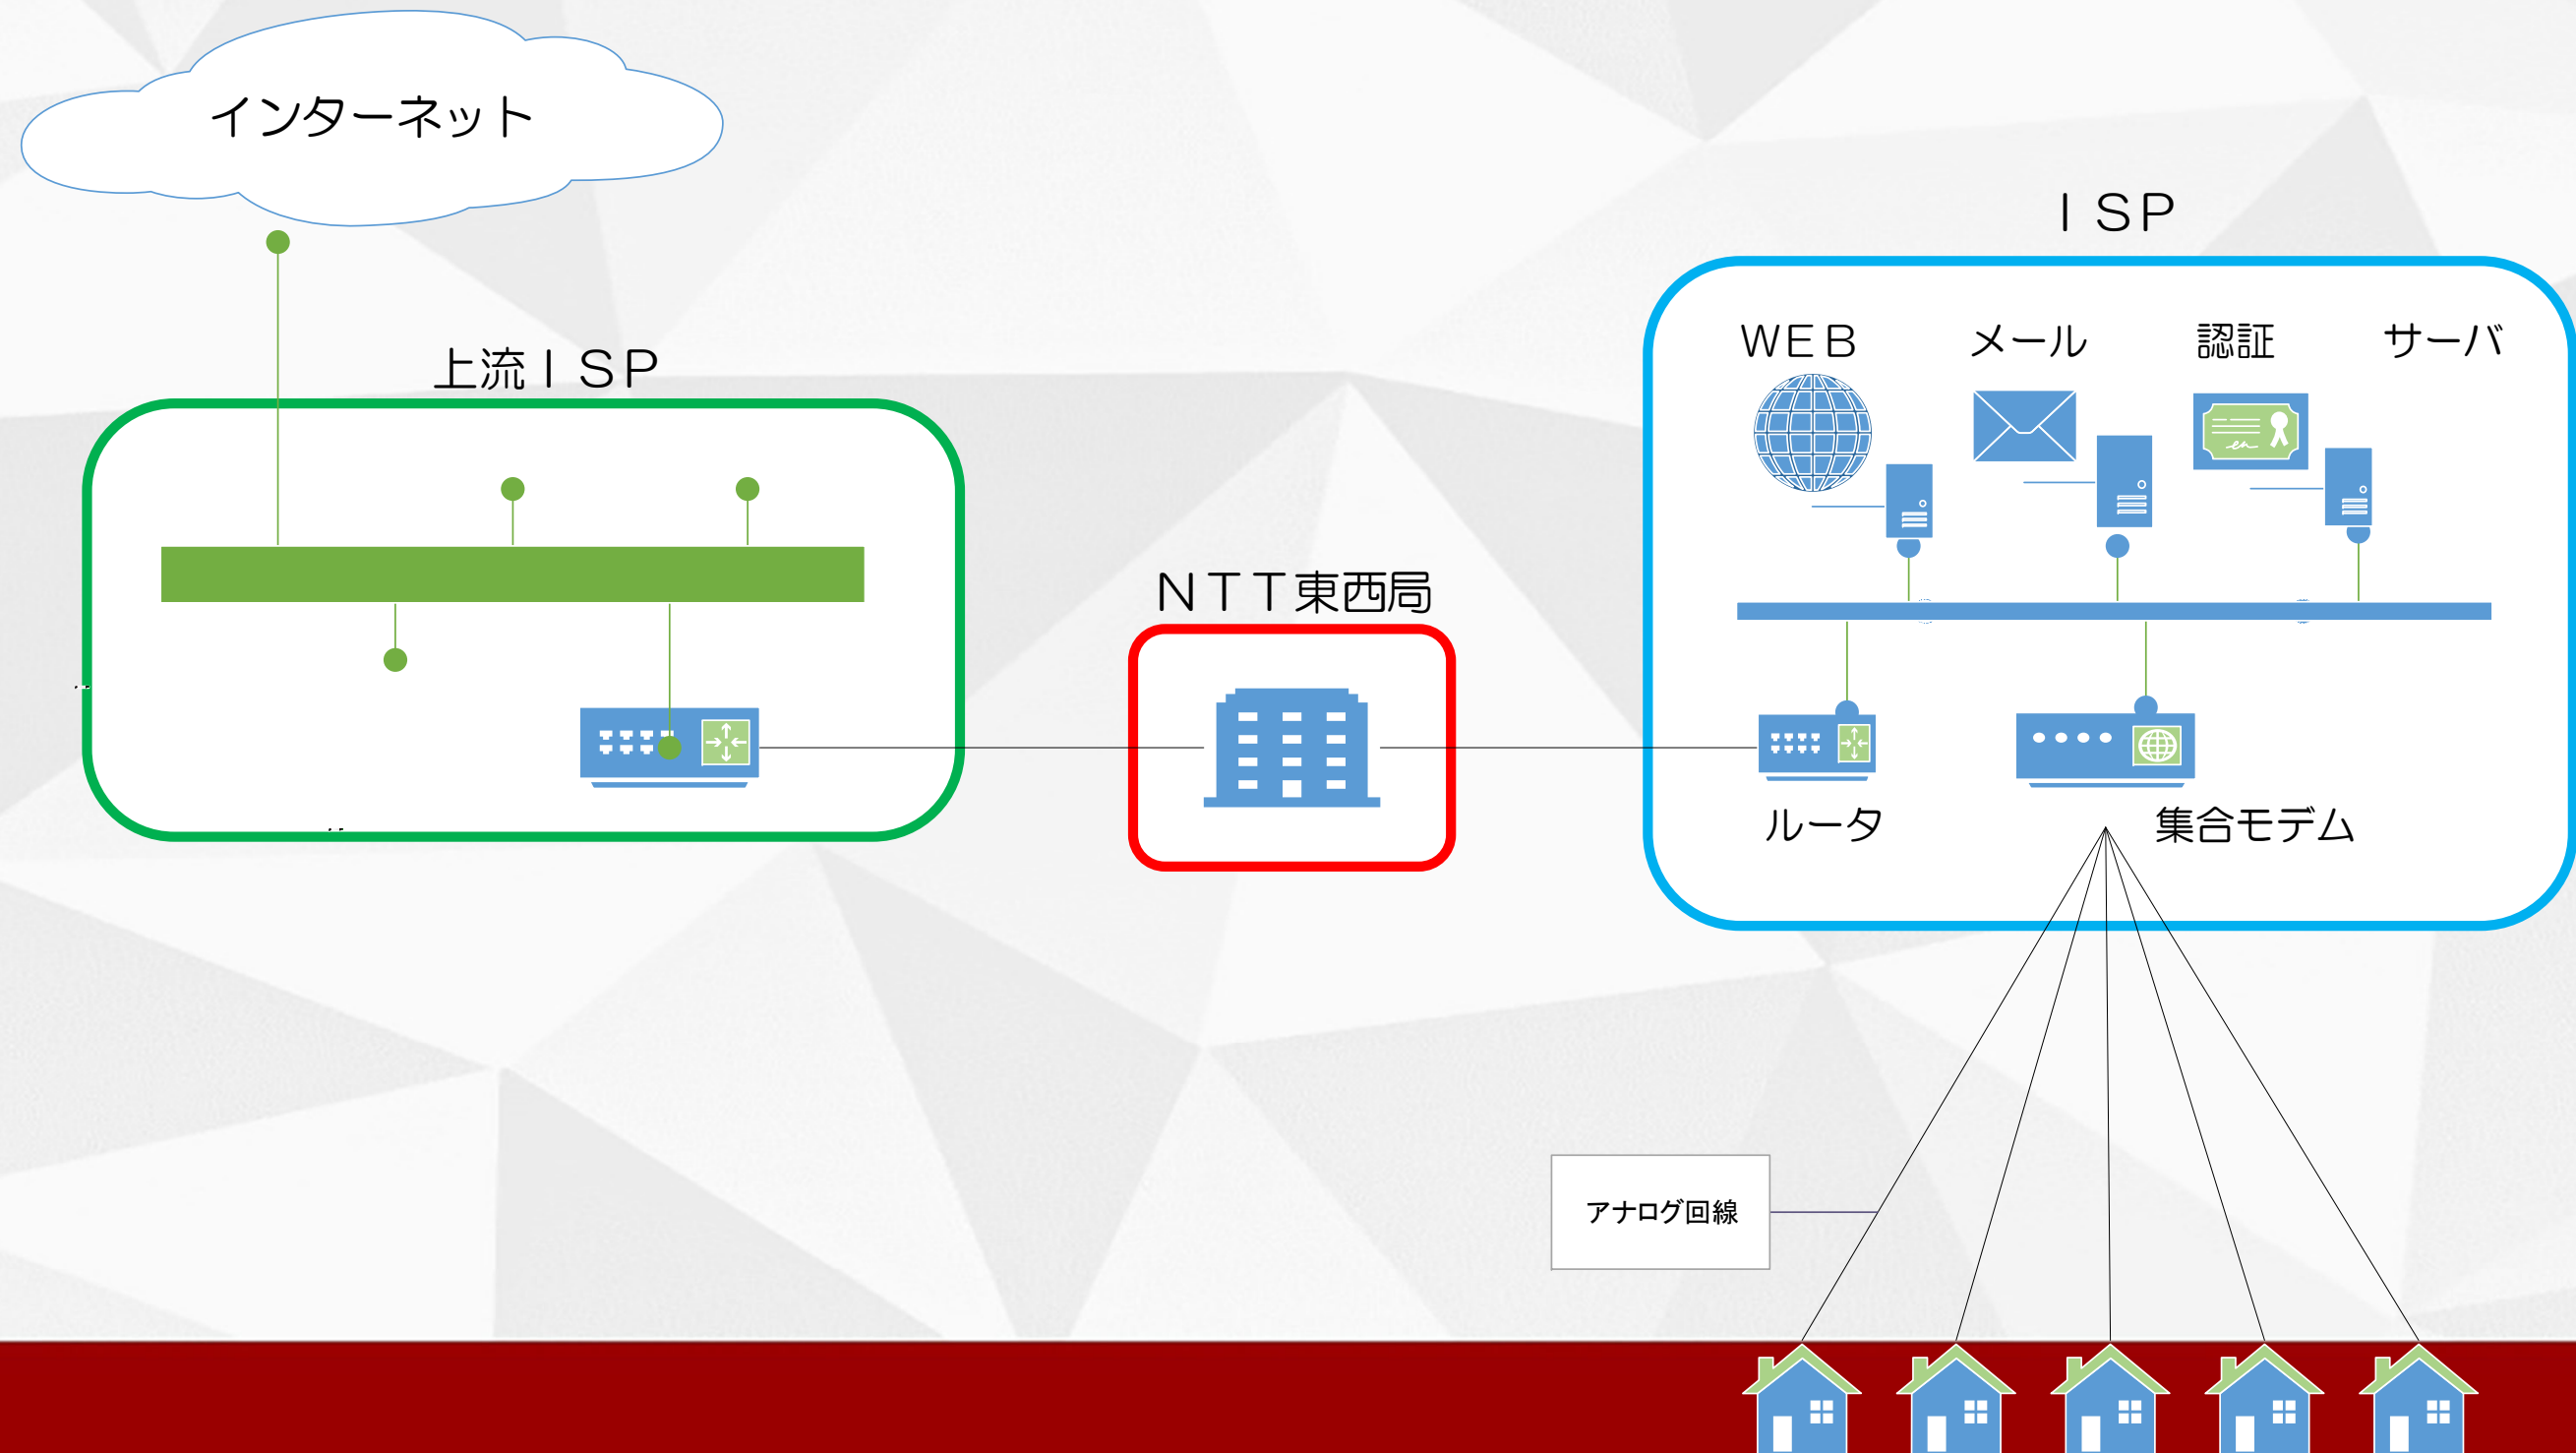 インターネット
ＩＳＰ
上流ＩＳＰ
ＷＥＢ メール 認証 サーバ
ＮＴＴ東西局
ルータ 集合モデム
アナログ回線